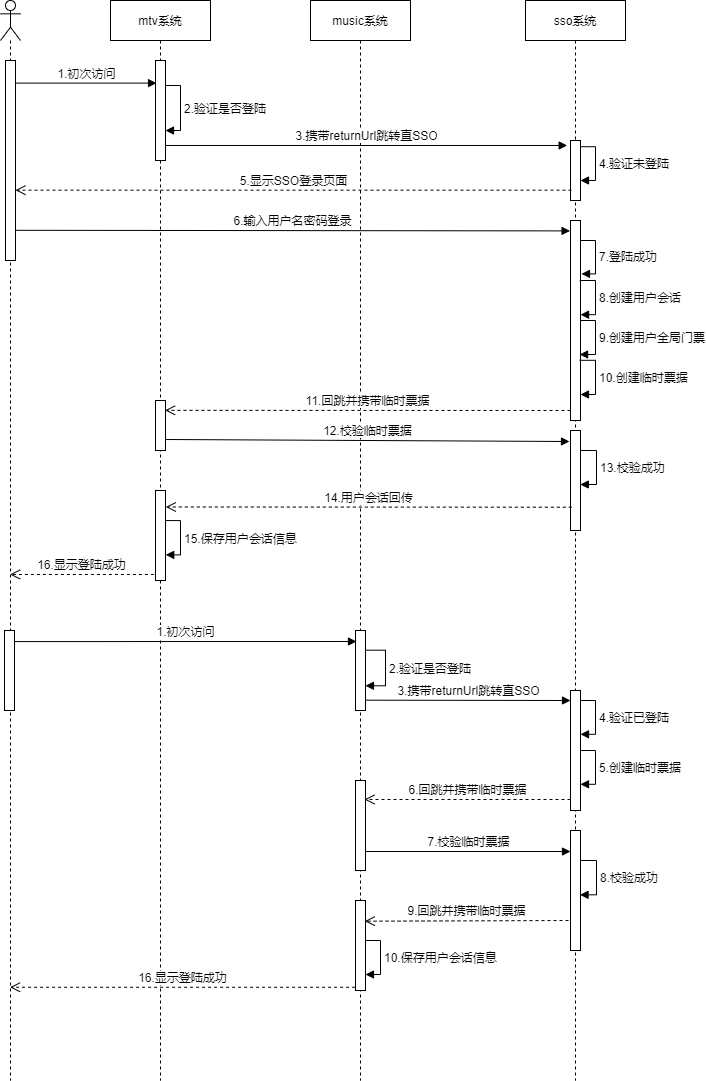 mtv系统
music系统
sso系统
1.初次访问
2.验证是否登陆
3.携带returnUrl跳转直SSO
4.验证未登陆
5.显示SSO登录页面
6.输入用户名密码登录
7.登陆成功
8.创建用户会话
9.创建用户全局门票
10.创建临时票据
11.回跳并携带临时票据
12.校验临时票据
13.校验成功
14.用户会话回传
15.保存用户会话信息
16.显示登陆成功
1.初次访问
2.验证是否登陆
3.携带returnUrl跳转直SSO
4.验证已登陆
5.创建临时票据
6.回跳并携带临时票据
7.校验临时票据
8.校验成功
9.回跳并携带临时票据
10.保存用户会话信息
16.显示登陆成功